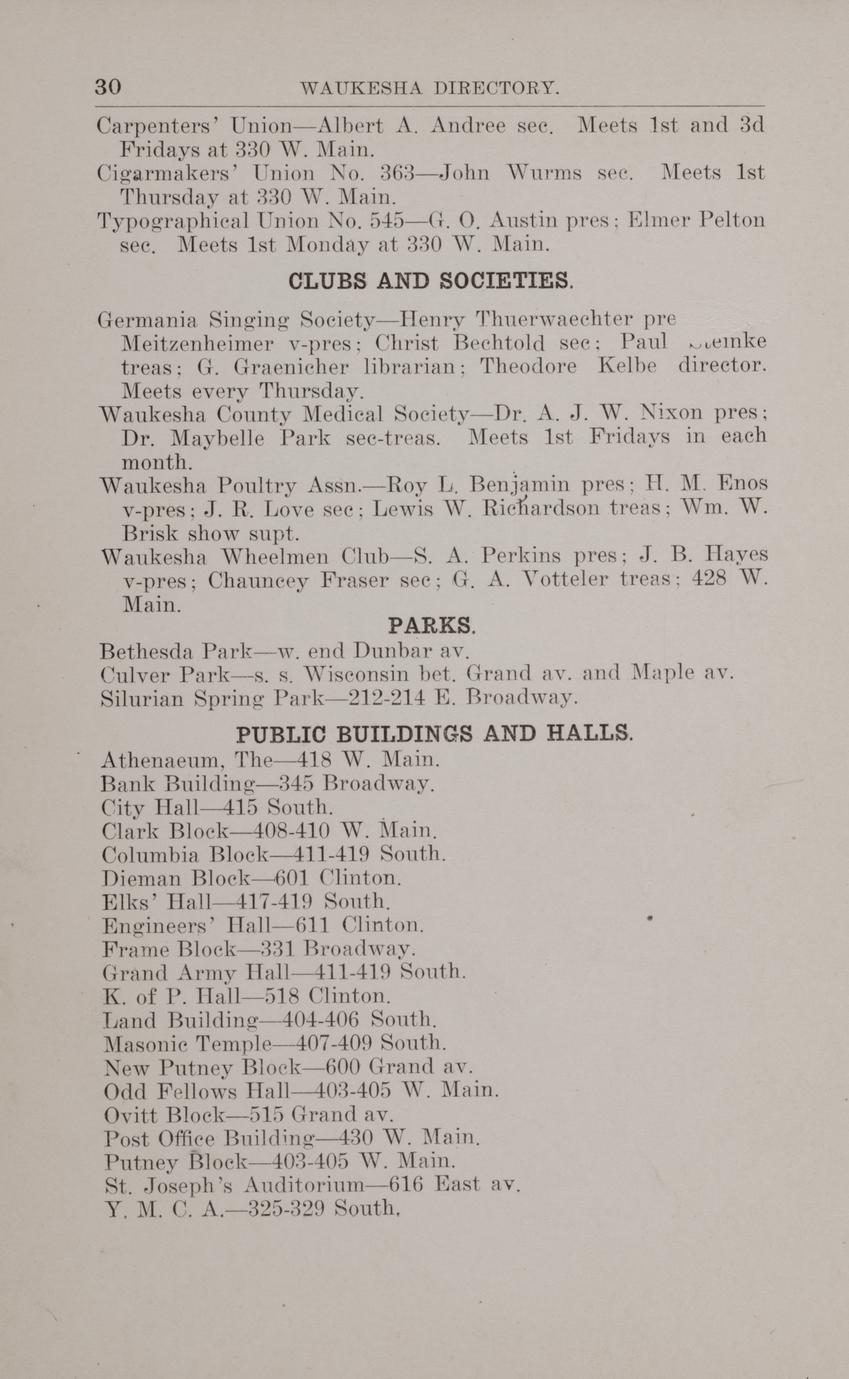 30 WAUKESHA DIRECTORY.
Carpenters’ Union—Albert A. Andree sec. Meets 1st and 3d
Fridays at 330 W. Main.
Cigarmakers’ Union No. 363—John Wurms sec. Meets 1st
Thursday at 330 W. Main.
Typographical Union No. 545—G. O. Austin pres; Elmer Pelton
sec. Meets 1st Monday at 330 W. Main.
CLUBS AND SOCIETIES.
Germania Singing Society—Henry Thuerwaechter pre
Meitzenheimer v-pres; Christ Bechtold sec; Paul
treas; G. Graenicher librarian; Theodore Kelbe director.
Meets every Thursday.
Waukesha County Medical Society—Dr. A. J. W. Nixon pres;
Dr. Maybelle Park sec-treas. Meets 1st Fridays in each
month.
Waukesha Poultry Assn.—Roy L. Benjamin pres; H. M. Enos
v-pres; J. R. Love sec; Lewis W. Richardson treas; Wm. W.
Brisk show supt.
Waukesha Wheelmen Club—S. A. Perkins pres; J. B. Hayes
v-pres; Chauncey Fraser sec; G. A. Votteler treas; 428 W.
Main.
PARKS.
Bethesda Park—w. end Dunbar av.
Culver Park—s. s. Wisconsin bet. Grand av. and Maple av.
Silurian Spring Park—212-214 E. Broadway.
PUBLIC BUILDINGS AND HALLS.
Athenaeum, The—418 W. Main.
Bank Building—345 Broadway.
City Hall—415 South.
Clark Block—408-410 W. Main.
Columbia Block—411-419 South.
Dieman Block—601 Clinton.
Elks’ Hall—417-419 South.
Engineers’ Hall—611 Clinton.
Frame Block—331 Broadway.
Grand Army Hall—411-419 South.
K. of P. Hall—518 Clinton.
Land Building—404-406 South.
Masonic Temple—407-409 South.
New Putney Block—600 Grand av.
Odd Fellows Hall—403-405 W. Main.
Ovitt Block—515 Grand av.
Post Office Building—430 W. Main.
Putney Block—403-405 W. Main.
St. Joseph’s Auditorium—616 East av.
Y. M. C. A.—325-329 South.